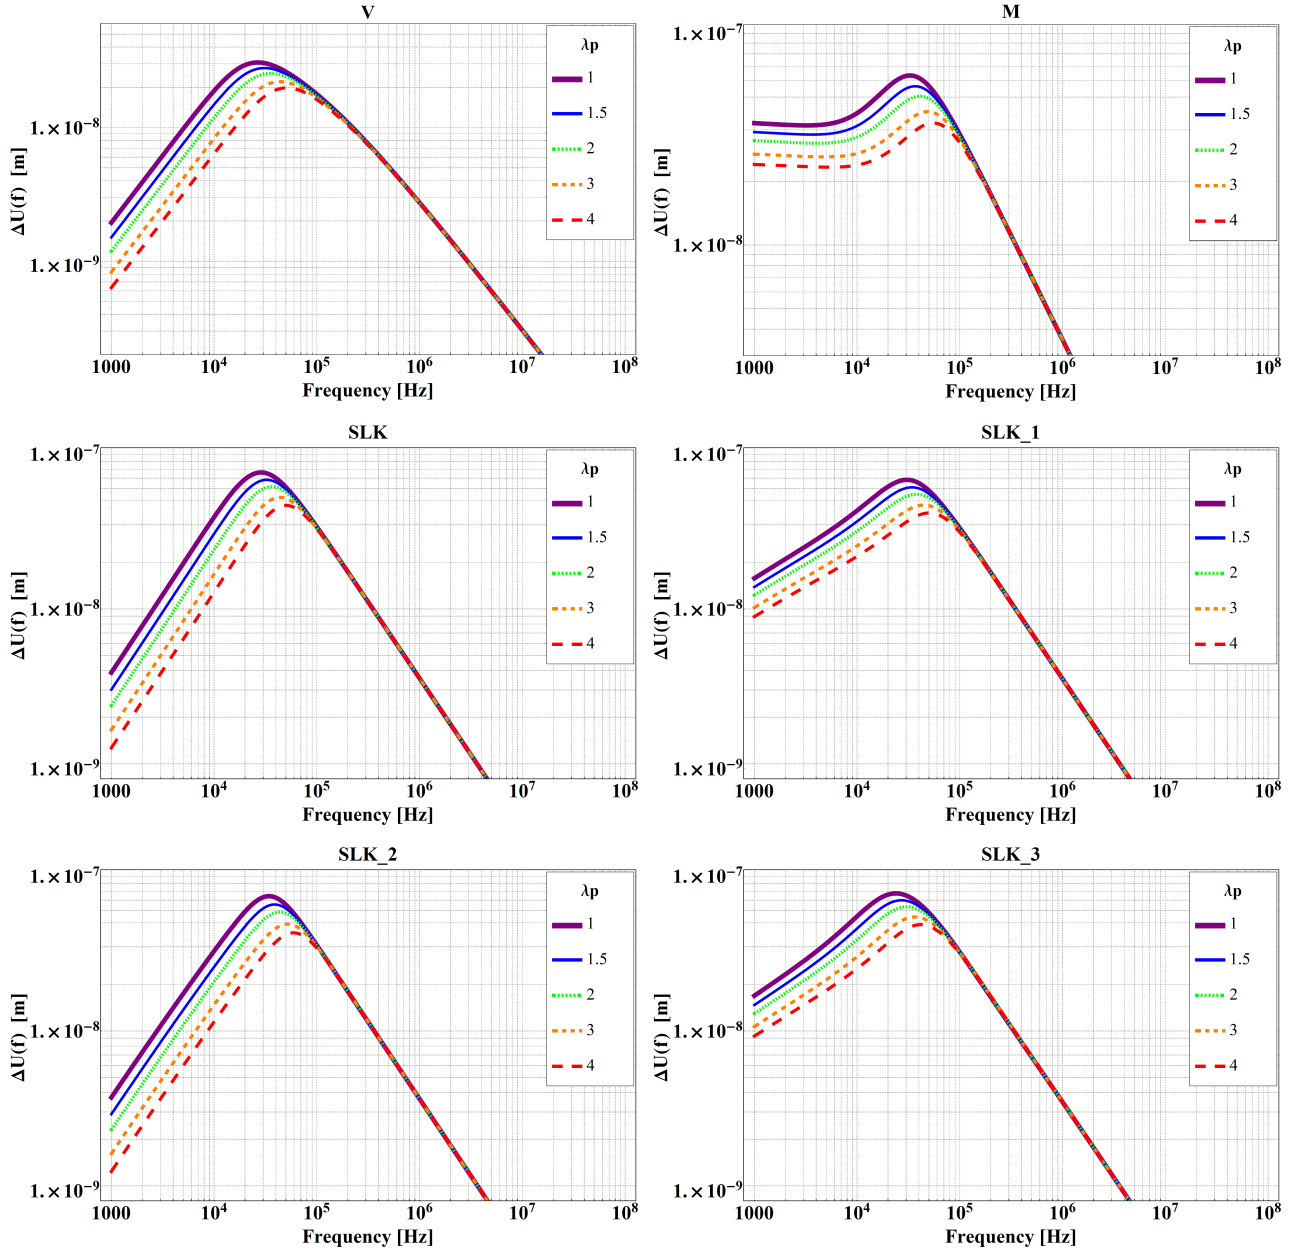 V
λp
1
1.5
2
3
4
1.×10⁻⁸
1.×10⁻⁹
ΔU(f) [m]
1000 10⁴ 10⁵ 10⁶ 10⁷ 10⁸
Frequency [Hz]
M
λp
1
1.5
2
3
4
1.×10⁻⁷
1.×10⁻⁸
ΔU(f) [m]
1000 10⁴ 10⁵ 10⁶ 10⁷ 10⁸
Frequency [Hz]
SLK
λp
1
1.5
2
3
4
1.×10⁻⁷
1.×10⁻⁸
1.×10⁻⁹
ΔU(f) [m]
1000 10⁴ 10⁵ 10⁶ 10⁷ 10⁸
Frequency [Hz]
SLK_1
λp
1
1.5
2
3
4
1.×10⁻⁷
1.×10⁻⁸
1.×10⁻⁹
ΔU(f) [m]
1000 10⁴ 10⁵ 10⁶ 10⁷ 10⁸
Frequency [Hz]
SLK_2
λp
1
1.5
2
3
4
1.×10⁻⁷
1.×10⁻⁸
1.×10⁻⁹
ΔU(f) [m]
1000 10⁴ 10⁵ 10⁶ 10⁷ 10⁸
Frequency [Hz]
SLK_3
λp
1
1.5
2
3
4
1.×10⁻⁷
1.×10⁻⁸
1.×10⁻⁹
ΔU(f) [m]
1000 10⁴ 10⁵ 10⁶ 10⁷ 10⁸
Frequency [Hz]